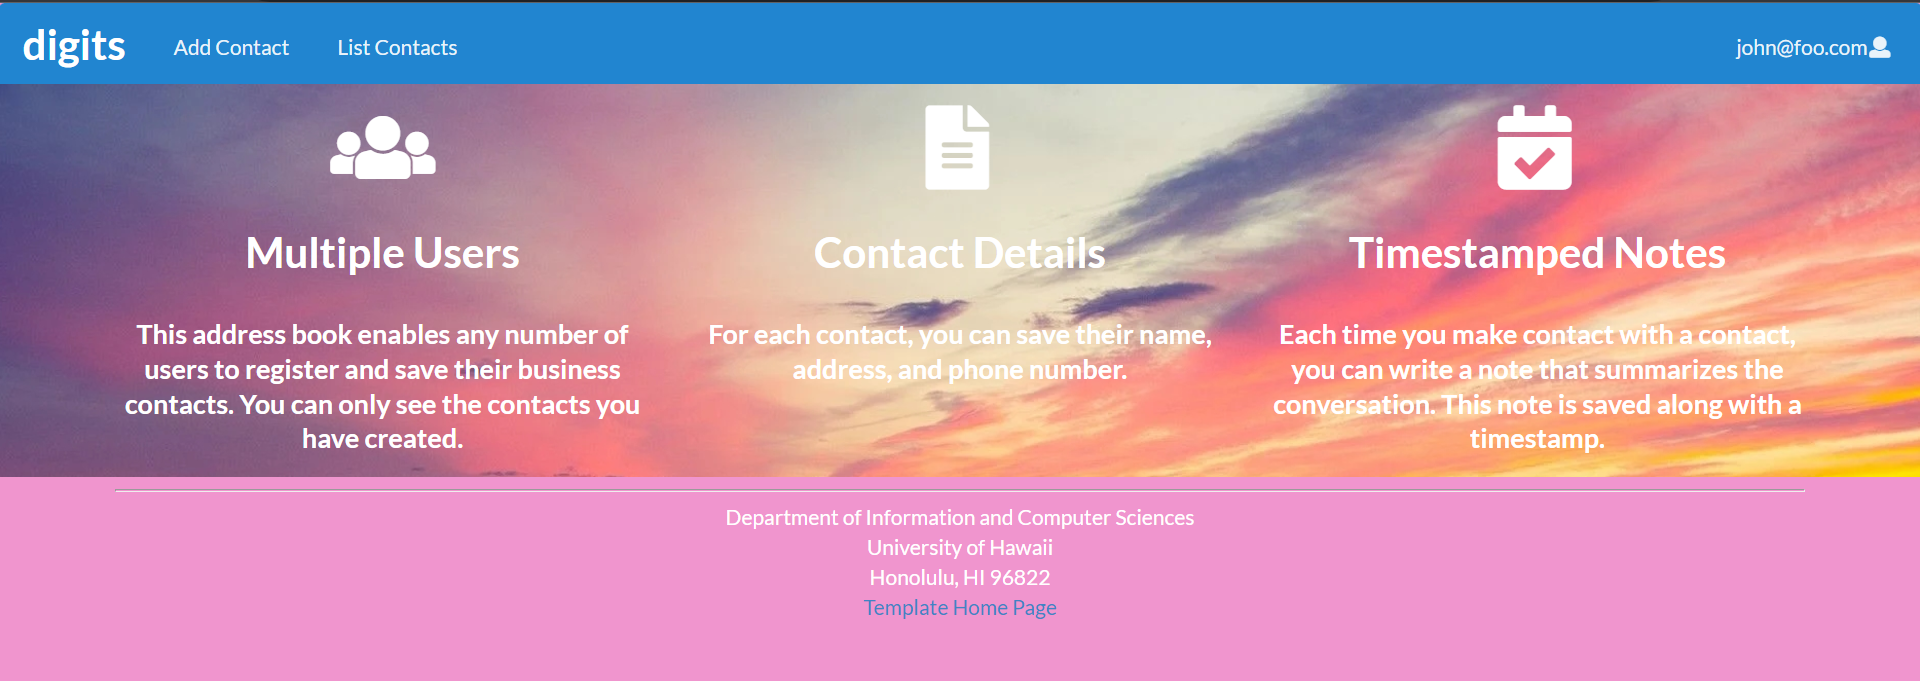 digits
Add Contact
List Contacts
john@foo.com
Multiple Users
This address book enables any number of
users to register and save their business
contacts. You can only see the contacts you
have created.
Contact Details
For each contact, you can save their name,
address, and phone number.
Timestamped Notes
Each time you make contact with a contact,
you can write a note that summarizes the
conversation. This note is saved along with a
timestamp.
Department of Information and Computer Sciences
University of Hawaii
Honolulu, HI 96822
Template Home Page